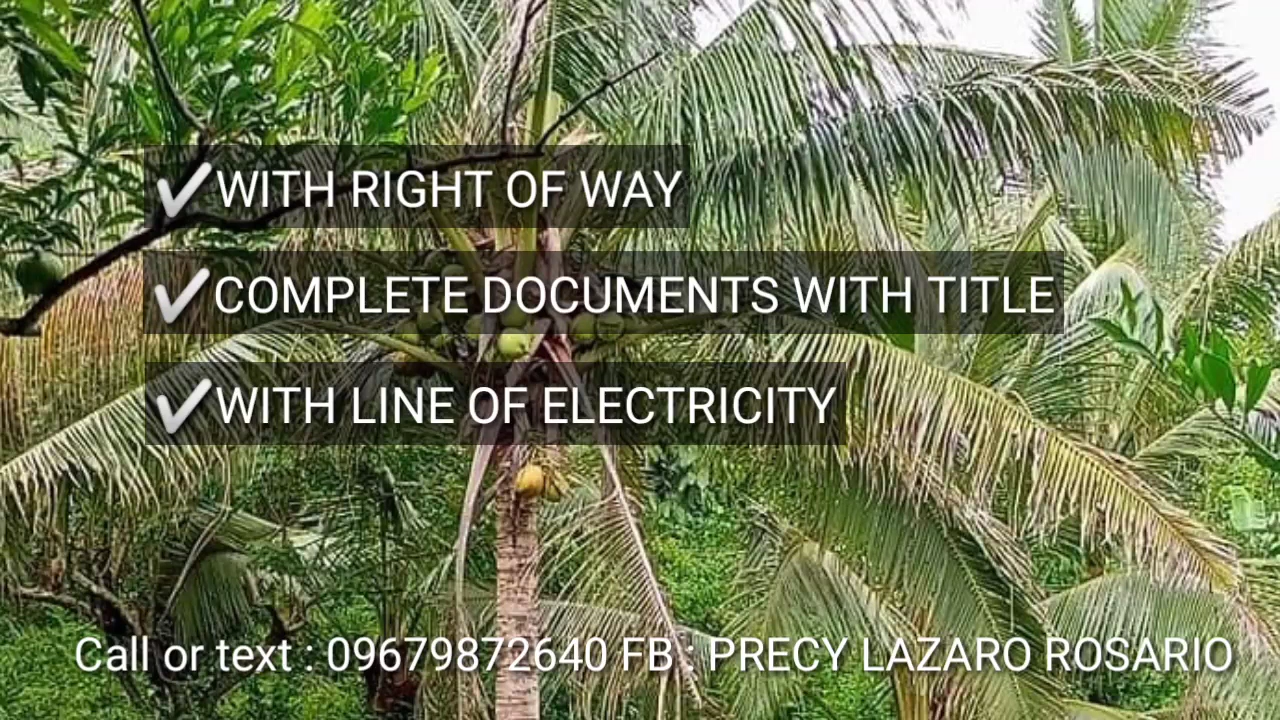 ✔WITH RIGHT OF WAY
✔COMPLETE DOCUMENTS WITH TITLE
✔WITH LINE OF ELECTRICITY
Call or text : 09679872640 FB : PRECY LAZARO ROSARIO